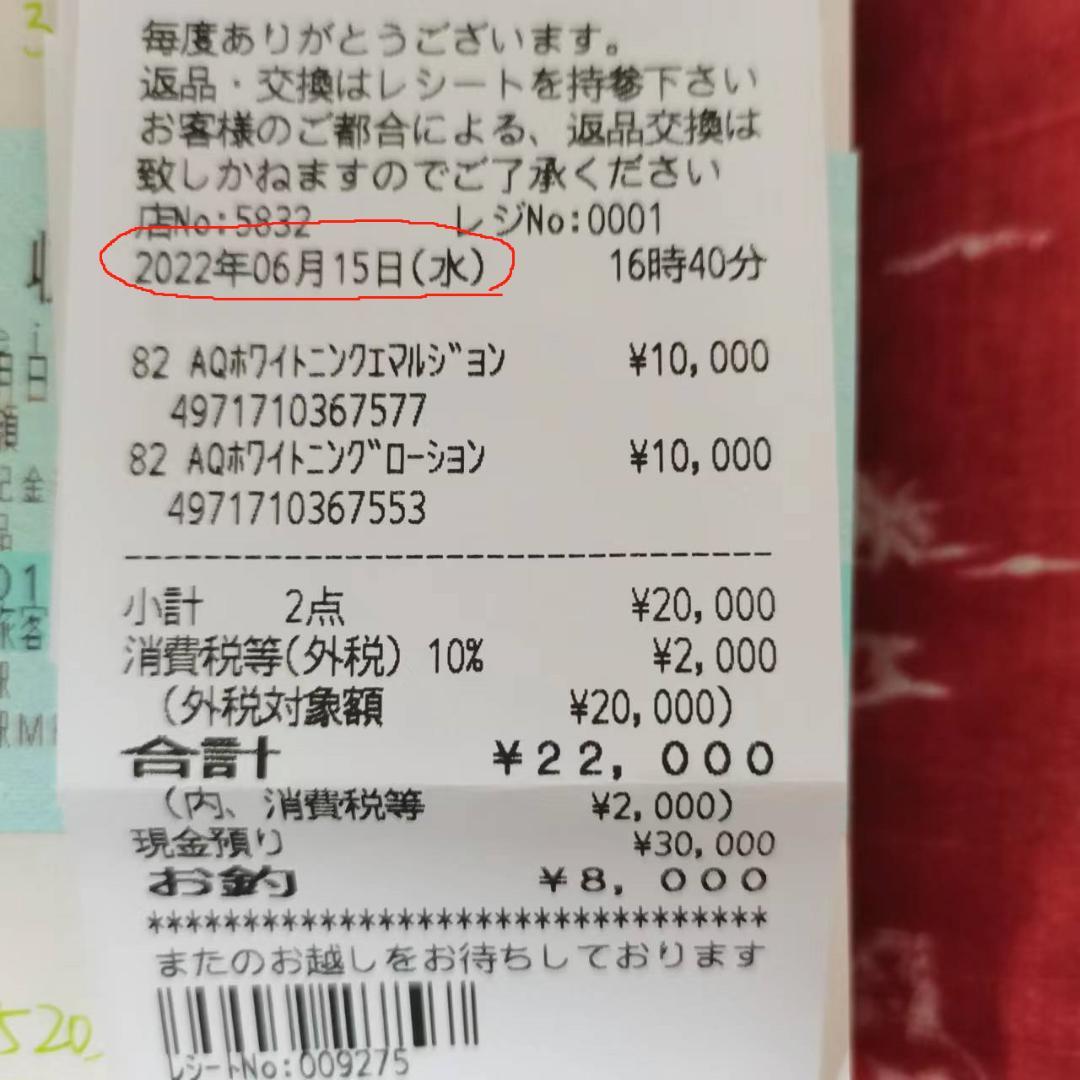 毎度ありがとうございます。
返品・交換はレシートを持参下さい
お客様のご都合による、返品交換は
致しかねますのでご了承ください
店No:5832 レジNo:0001
2022年06月15日(水) 16時40分
82 AQホワイトニンクエマルジョン ¥10,000
4971710367577
82 AQホワイトニングローション ¥10,000
4971710367553
小計 2点 ¥20,000
消費税等(外税) 10% ¥2,000
(外税対象額 ¥20,000)
合計 ¥22,000
(内、消費税等 ¥2,000)
現金預り ¥30,000
お釣 ¥8,000
*********************************
またのお越しをお待ちしております
レシートNo:009275
520